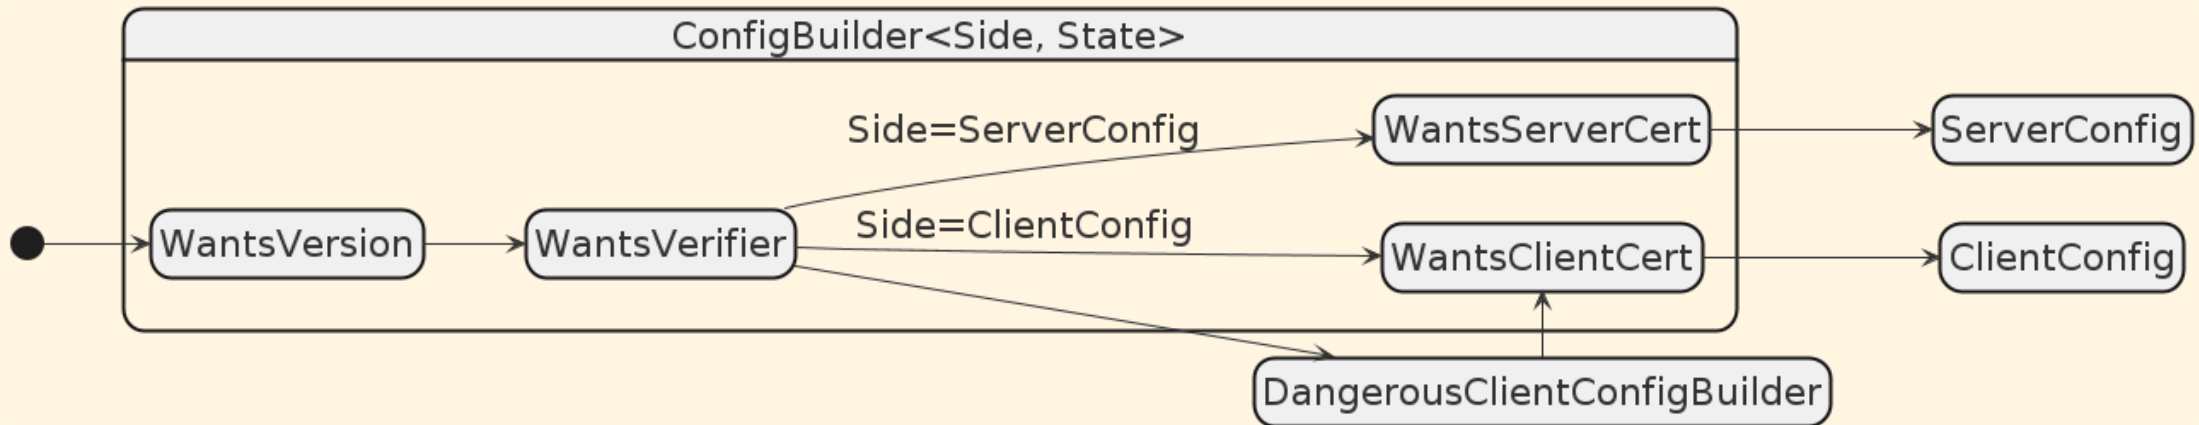 ConfigBuilder<Side, State>
Side=ServerConfig
WantsServerCert
ServerConfig
WantsVersion
WantsVerifier
Side=ClientConfig
WantsClientCert
ClientConfig
DangerousClientConfigBuilder